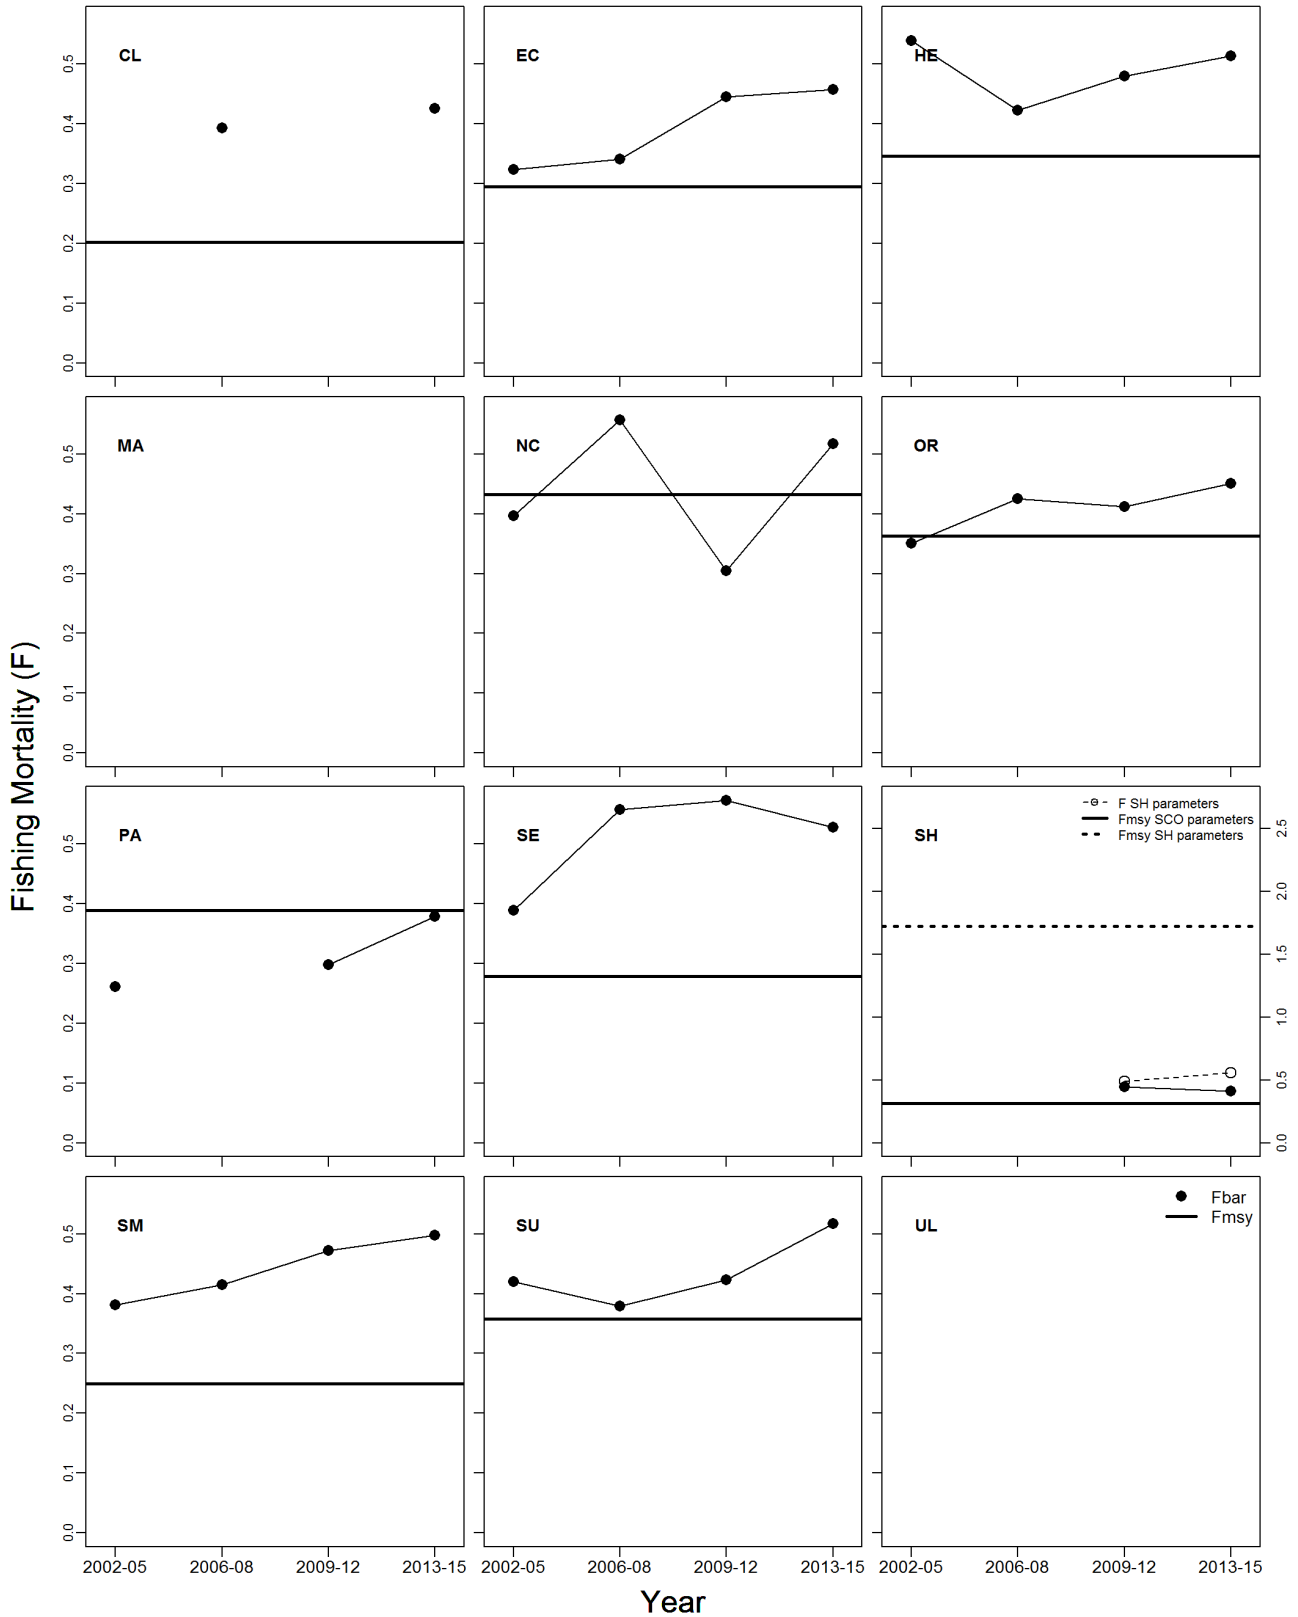 CL
EC
HE
0.5
0.4
0.3
0.2
0.1
0.0
MA
NC
OR
0.5
0.4
0.3
0.2
0.1
0.0
Fishing Mortality (F)
PA
SE
SH
F SH parameters
Fmsy SCO parameters
Fmsy SH parameters
0.5
0.4
0.3
0.2
0.1
0.0
2.5
2.0
1.5
1.0
0.5
0.0
SM
SU
UL
Fbar
Fmsy
0.5
0.4
0.3
0.2
0.1
0.0
2002-05 2006-08 2009-12 2013-15 2002-05 2006-08 2009-12 2013-15 2002-05 2006-08 2009-12 2013-15
Year